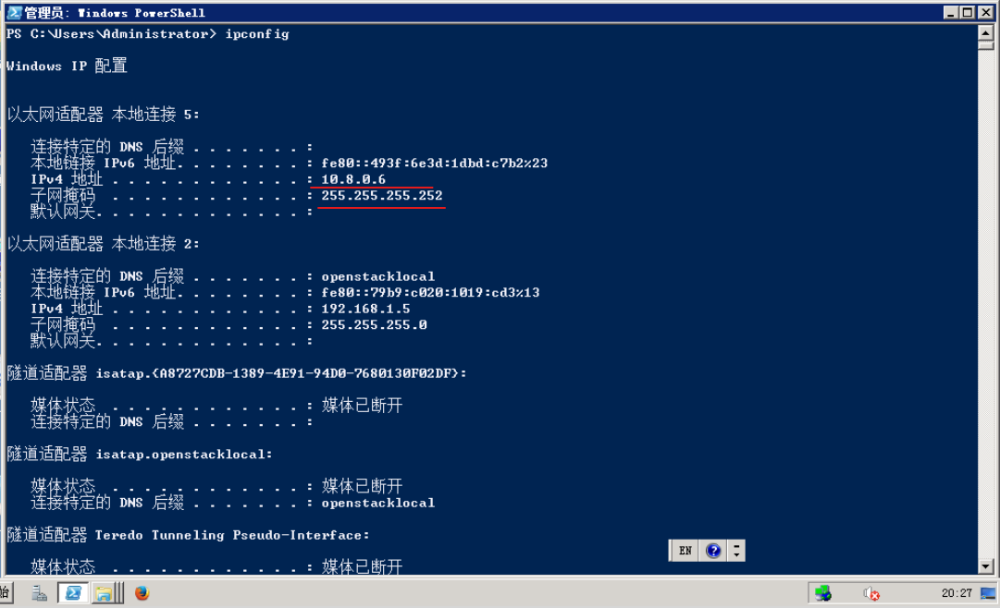 管理员: Windows PowerShell
PS C:\Users\Administrator> ipconfig
Windows IP 配置
以太网适配器 本地连接 5:
连接特定的 DNS 后缀 . . . . . . . :
本地链接 IPv6 地址. . . . . . . . : fe80::493f:6e3d:1dbd:c7b2%23
IPv4 地址 . . . . . . . . . . . . : 10.8.0.6
子网掩码 . . . . . . . . . . . . : 255.255.255.252
默认网关. . . . . . . . . . . . . :
以太网适配器 本地连接 2:
连接特定的 DNS 后缀 . . . . . . . : openstacklocal
本地链接 IPv6 地址. . . . . . . . : fe80::79b9:c020:1019:cd3%13
IPv4 地址 . . . . . . . . . . . . : 192.168.1.5
子网掩码 . . . . . . . . . . . . : 255.255.255.0
默认网关. . . . . . . . . . . . . :
隧道适配器 isatap.{A8727CDB-1389-4E91-94D0-7680130F02DF}:
媒体状态 . . . . . . . . . . . . : 媒体已断开
连接特定的 DNS 后缀 . . . . . . . :
隧道适配器 isatap.openstacklocal:
媒体状态 . . . . . . . . . . . . : 媒体已断开
连接特定的 DNS 后缀 . . . . . . . : openstacklocal
隧道适配器 Teredo Tunneling Pseudo-Interface:
媒体状态 . . . . . . . . . . . . : 媒体已断开
EN
始
20:27